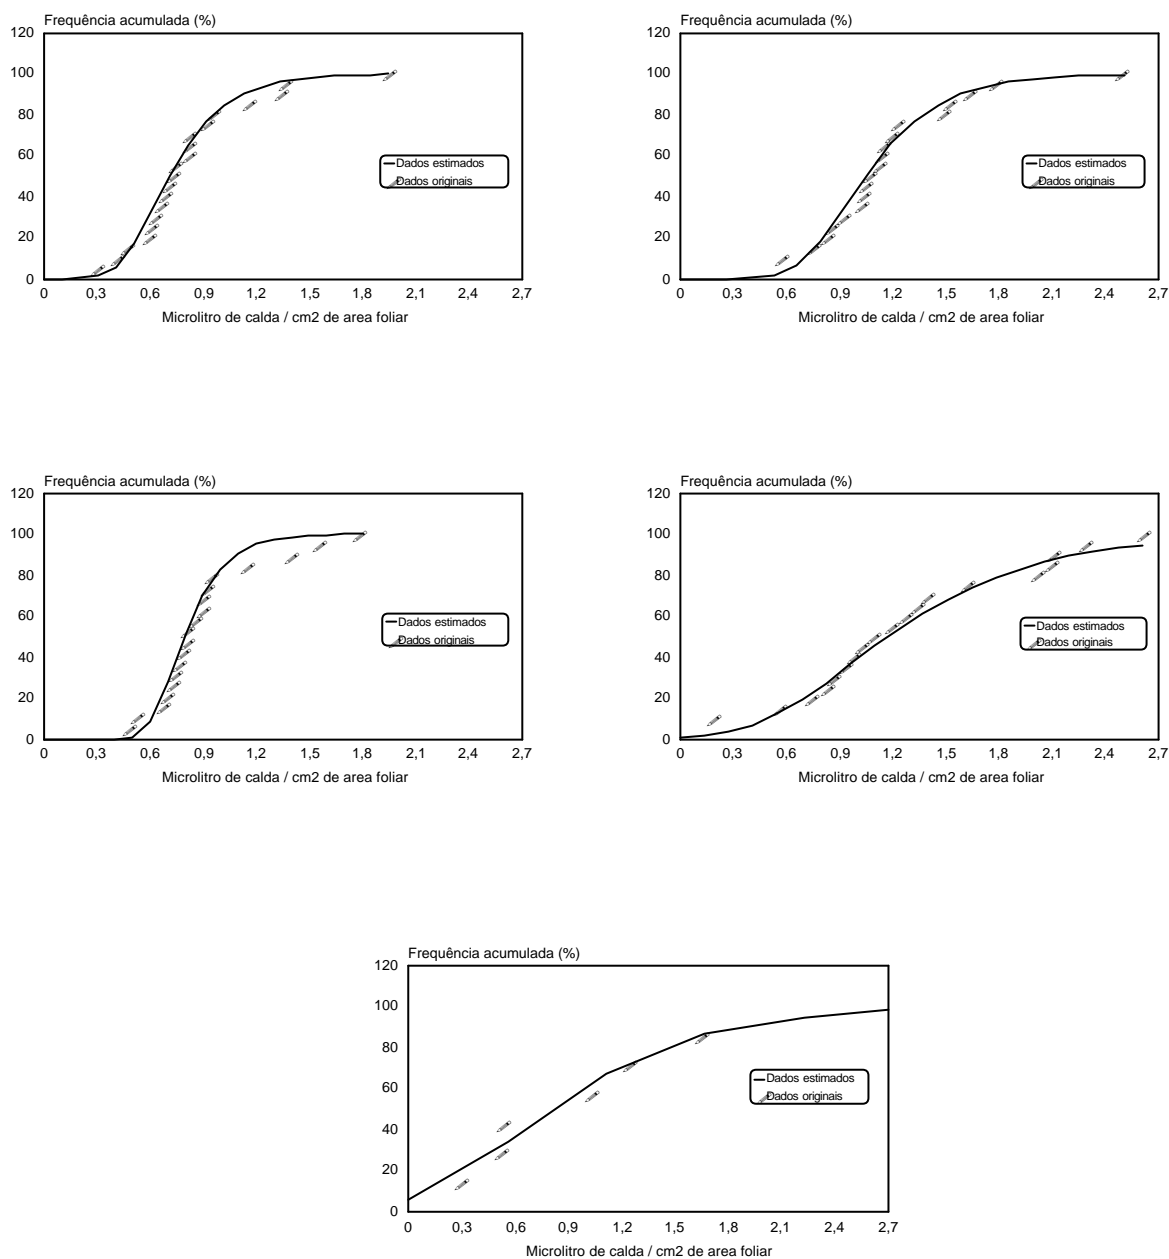 Frequência acumulada (%)
120
100
80
60
40
20
0
Dados estimados
Dados originais
0 0,3 0,6 0,9 1,2 1,5 1,8 2,1 2,4 2,7
Microlitro de calda / cm2 de area foliar
Frequência acumulada (%)
120
100
80
60
40
20
0
Dados estimados
Dados originais
0 0,3 0,6 0,9 1,2 1,5 1,8 2,1 2,4 2,7
Microlitro de calda / cm2 de area foliar
Frequência acumulada (%)
120
100
80
60
40
20
0
Dados estimados
Dados originais
0 0,3 0,6 0,9 1,2 1,5 1,8 2,1 2,4 2,7
Microlitro de calda / cm2 de area foliar
Frequência acumulada (%)
120
100
80
60
40
20
0
Dados estimados
Dados originais
0 0,3 0,6 0,9 1,2 1,5 1,8 2,1 2,4 2,7
Microlitro de calda / cm2 de area foliar
Frequência acumulada (%)
120
100
80
60
40
20
0
Dados estimados
Dados originais
0 0,3 0,6 0,9 1,2 1,5 1,8 2,1 2,4 2,7
Microlitro de calda / cm2 de area foliar